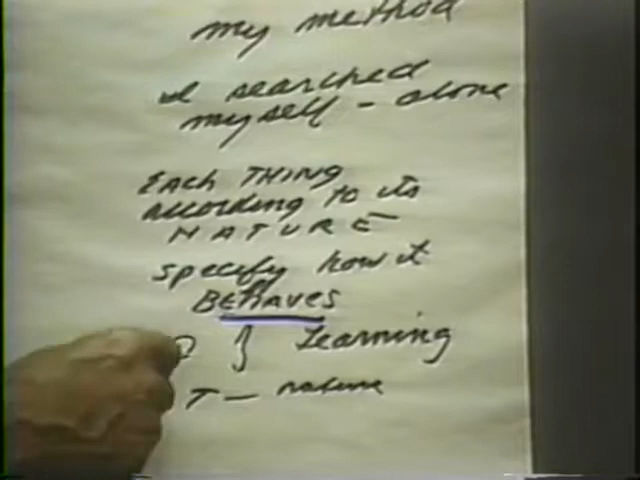 my method
I searched
myself - alone
EACH THING
according to its
NATURE
specify how it
BEHAVES
} Learning
T - nature